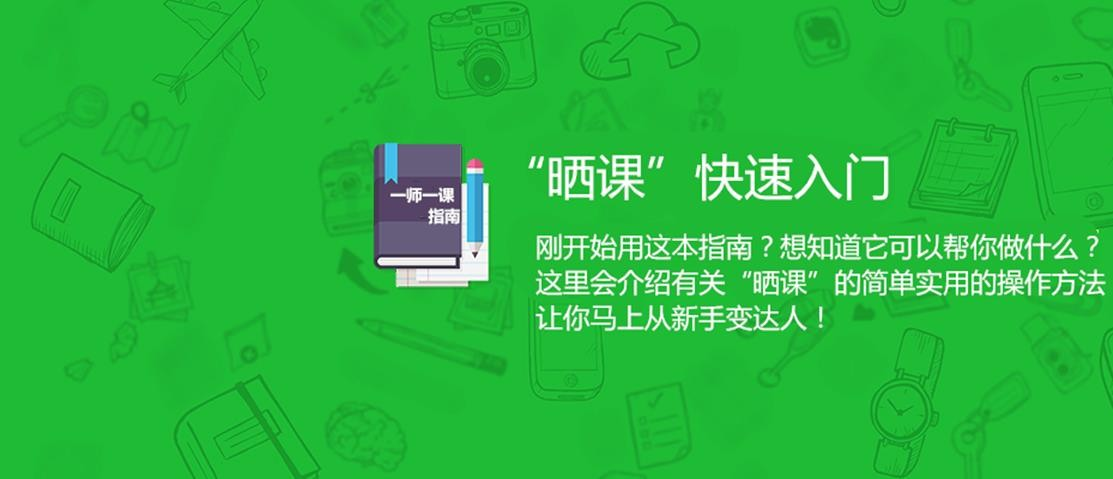 一师一课
指南
“晒课”快速入门
刚开始用这本指南？想知道它可以帮你做什么？
这里会介绍有关“晒课”的简单实用的操作方法
让你马上从新手变达人！